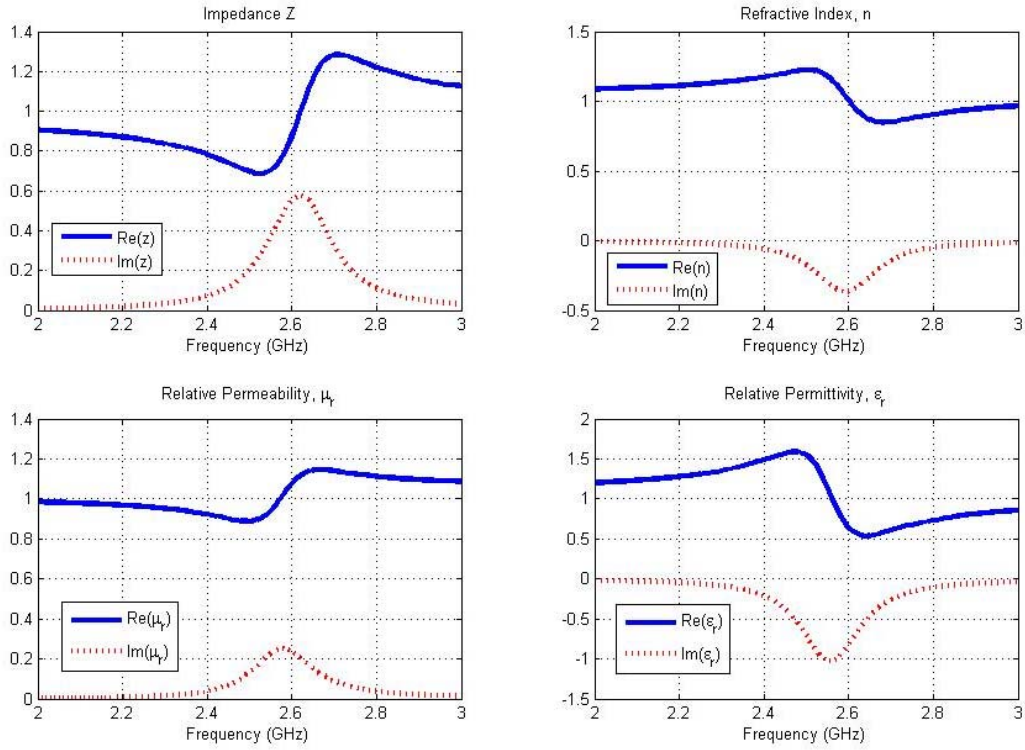 Impedance Z
1.4
1.2
1
0.8
0.6
0.4
0.2
0
Re(z)
Im(z)
2 2.2 2.4 2.6 2.8 3
Frequency (GHz)
Refractive Index, n
1.5
1
0.5
0
-0.5
Re(n)
Im(n)
2 2.2 2.4 2.6 2.8 3
Frequency (GHz)
Relative Permeability, μr
1.4
1.2
1
0.8
0.6
0.4
0.2
0
Re(μr)
Im(μr)
2 2.2 2.4 2.6 2.8 3
Frequency (GHz)
Relative Permittivity, εr
2
1.5
1
0.5
0
-0.5
-1
-1.5
Re(εr)
Im(εr)
2 2.2 2.4 2.6 2.8 3
Frequency (GHz)